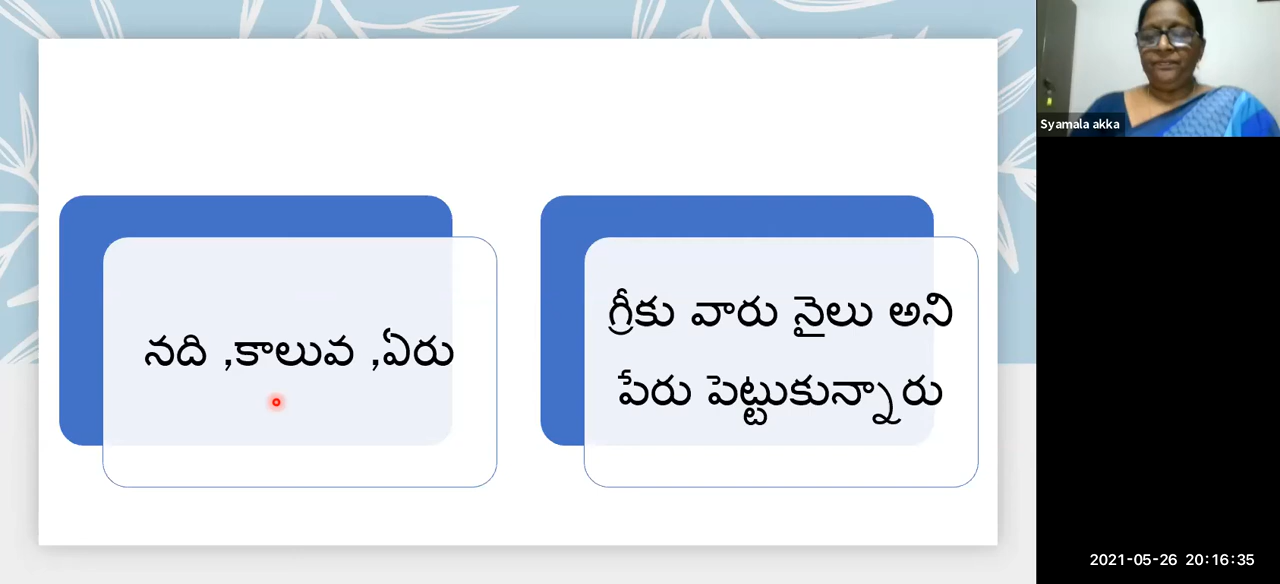 నది ,కాలువ ,ఏరు
గ్రీకు వారు నైలు అని
పేరు పెట్టుకున్నారు
Syamala akka
2021-05-26 20:16:35